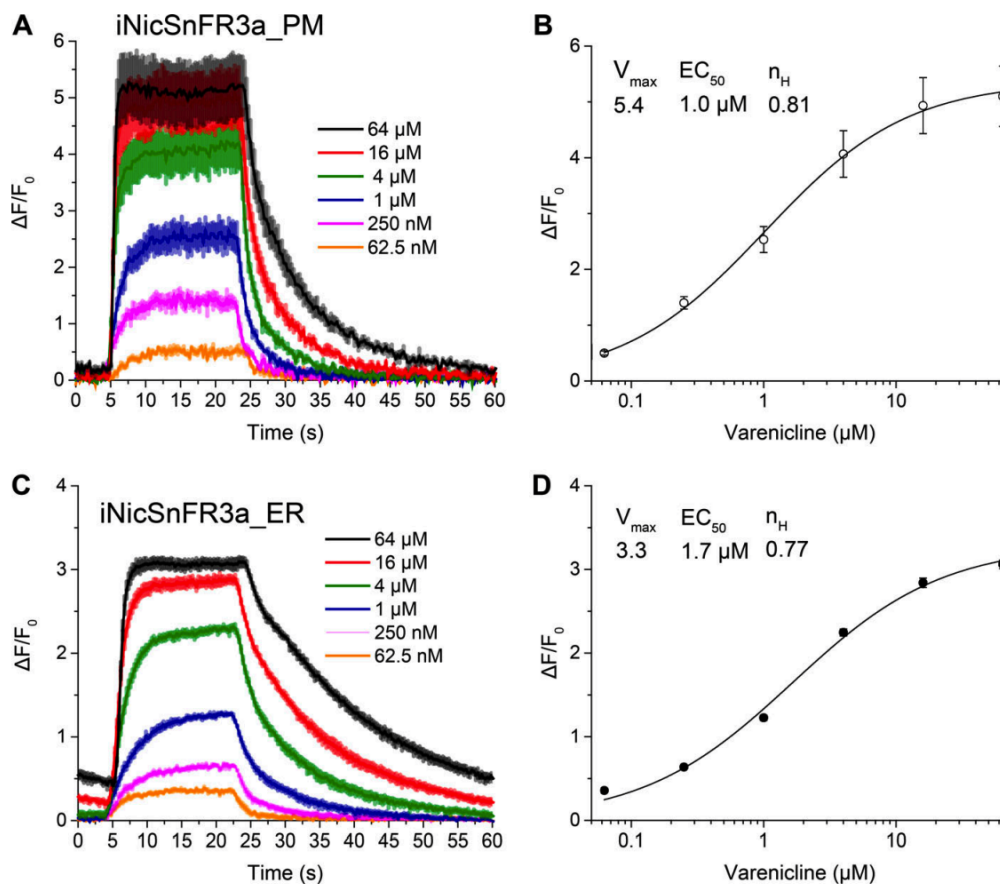 A
iNicSnFR3a_PM
ΔF/F0
6
5
4
3
2
1
0
64 µM
16 µM
4 µM
1 µM
250 nM
62.5 nM
0 5 10 15 20 25 30 35 40 45 50 55 60
Time (s)
B
Vmax EC50 nH
5.4 1.0 µM 0.81
ΔF/F0
6
4
2
0
0.1 1 10
Varenicline (µM)
C
iNicSnFR3a_ER
ΔF/F0
4
3
2
1
0
64 µM
16 µM
4 µM
1 µM
250 nM
62.5 nM
0 5 10 15 20 25 30 35 40 45 50 55 60
Time (s)
D
Vmax EC50 nH
3.3 1.7 µM 0.77
ΔF/F0
4
3
2
1
0
0.1 1 10
Varenicline (µM)